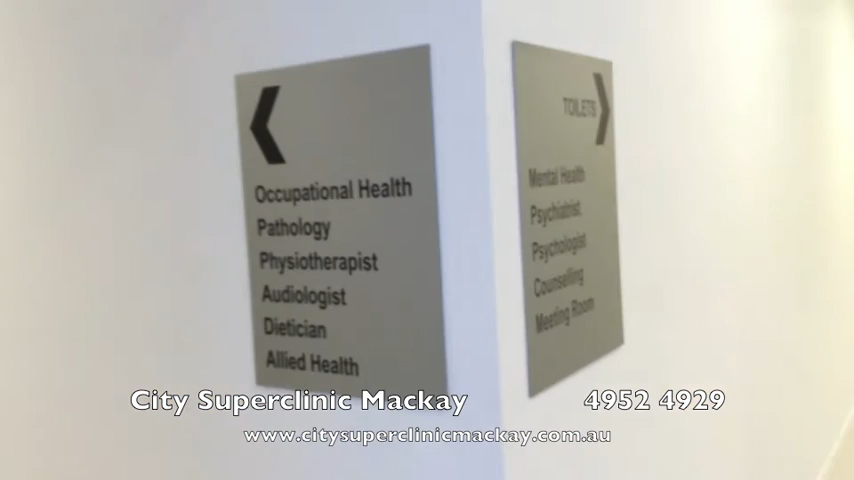 Occupational Health
Pathology
Physiotherapist
Audiologist
Dietician
Allied Health
TOILETS
Mental Health
Psychiatrist
Psychologist
Counselling
Meeting Room
City Superclinic Mackay 4952 4929
www.citysuperclinicmackay.com.au